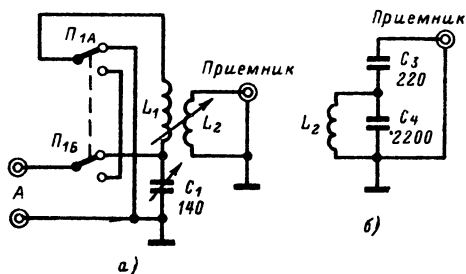 П1А
Приемник
L1
L2
П1Б
А
C1
140
а)
Приемник
C3
220
L2
C4
2200
б)